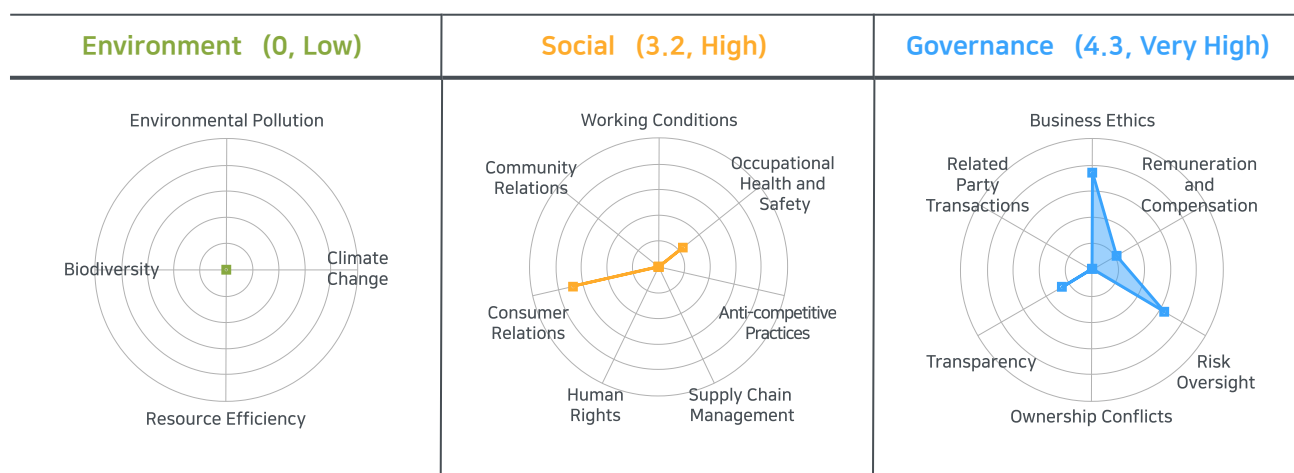 Environment (0, Low)
Social (3.2, High)
Governance (4.3, Very High)
Environmental Pollution
Climate
Change
Resource Efficiency
Biodiversity
Working Conditions
Occupational
Health and
Safety
Anti-competitive
Practices
Supply Chain
Management
Human
Rights
Consumer
Relations
Community
Relations
Business Ethics
Remuneration
and
Compensation
Risk
Oversight
Ownership Conflicts
Transparency
Related
Party
Transactions